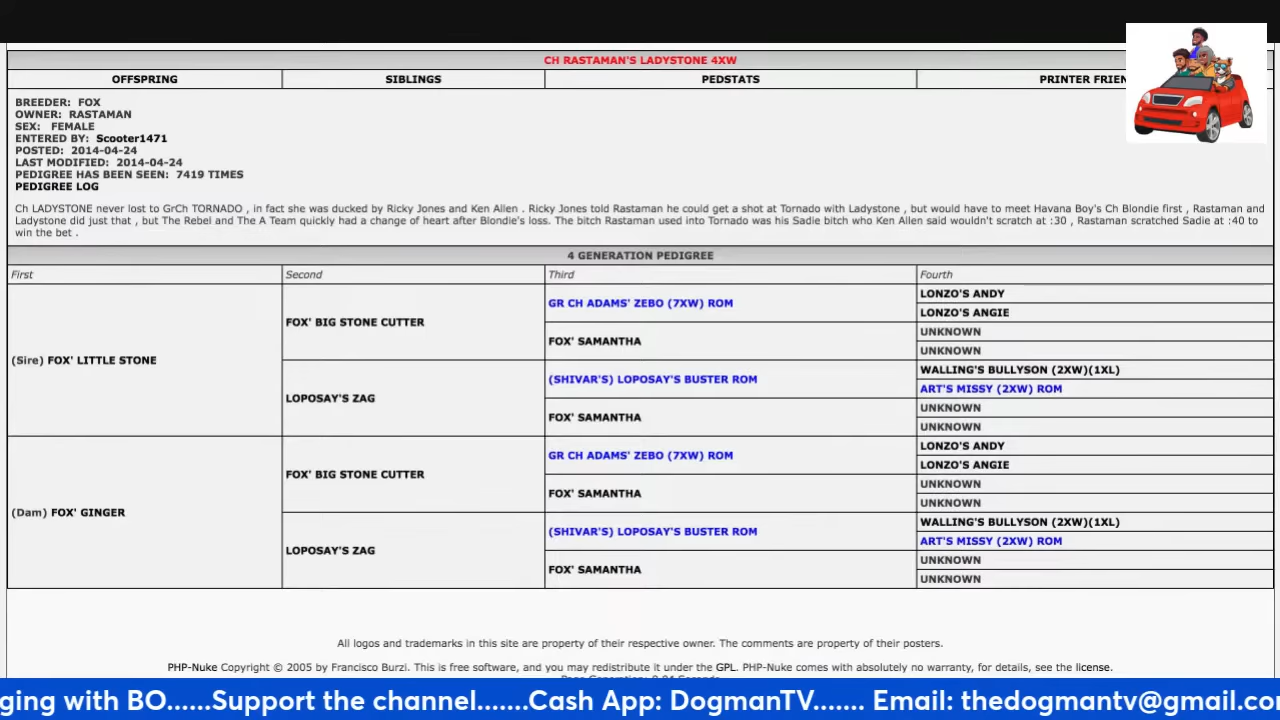 CH RASTAMAN'S LADYSTONE 4XW
OFFSPRING SIBLINGS PEDSTATS PRINTER FRIEN
BREEDER: FOX
OWNER: RASTAMAN
SEX: FEMALE
ENTERED BY: Scooter1471
POSTED: 2014-04-24
LAST MODIFIED: 2014-04-24
PEDIGREE HAS BEEN SEEN: 7419 TIMES
PEDIGREE LOG
Ch LADYSTONE never lost to GrCh TORNADO , in fact she was ducked by Ricky Jones and Ken Allen . Ricky Jones told Rastaman he could get a shot at Tornado with Ladystone , but would have to meet Havana Boy's Ch Blondie first , Rastaman and
Ladystone did just that , but The Rebel and The A Team quickly had a change of heart after Blondie's loss. The bitch Rastaman used into Tornado was his Sadie bitch who Ken Allen said wouldn't scratch at :30 , Rastaman scratched Sadie at :40 to
win the bet .
4 GENERATION PEDIGREE
First Second Third Fourth
(Sire) FOX' LITTLE STONE
FOX' BIG STONE CUTTER
GR CH ADAMS' ZEBO (7XW) ROM
LONZO'S ANDY
LONZO'S ANGIE
FOX' SAMANTHA
UNKNOWN
UNKNOWN
LOPOSAY'S ZAG
(SHIVAR'S) LOPOSAY'S BUSTER ROM
WALLING'S BULLYSON (2XW)(1XL)
ART'S MISSY (2XW) ROM
FOX' SAMANTHA
UNKNOWN
UNKNOWN
(Dam) FOX' GINGER
FOX' BIG STONE CUTTER
GR CH ADAMS' ZEBO (7XW) ROM
LONZO'S ANDY
LONZO'S ANGIE
FOX' SAMANTHA
UNKNOWN
UNKNOWN
LOPOSAY'S ZAG
(SHIVAR'S) LOPOSAY'S BUSTER ROM
WALLING'S BULLYSON (2XW)(1XL)
ART'S MISSY (2XW) ROM
FOX' SAMANTHA
UNKNOWN
UNKNOWN
All logos and trademarks in this site are property of their respective owner. The comments are property of their posters.
PHP-Nuke Copyright © 2005 by Francisco Burzi. This is free software, and you may redistribute it under the GPL. PHP-Nuke comes with absolutely no warranty, for details, see the license.
ging with BO......Support the channel.......Cash App: DogmanTV....... Email: thedogmantv@gmail.co